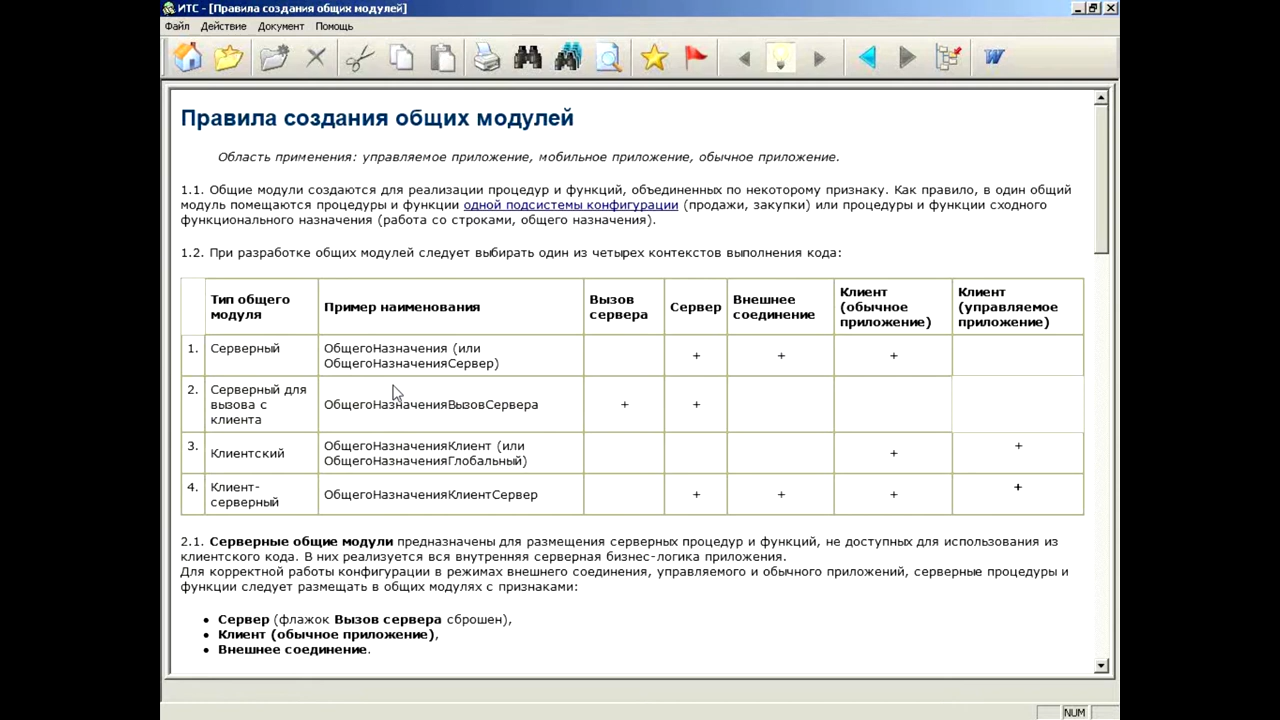 ИТС - [Правила создания общих модулей]
Файл Действие Документ Помощь
Правила создания общих модулей
Область применения: управляемое приложение, мобильное приложение, обычное приложение.
1.1. Общие модули создаются для реализации процедур и функций, объединенных по некоторому признаку. Как правило, в один общий
модуль помещаются процедуры и функции одной подсистемы конфигурации (продажи, закупки) или процедуры и функции сходного
функционального назначения (работа со строками, общего назначения).
1.2. При разработке общих модулей следует выбирать один из четырех контекстов выполнения кода:
Тип общего модуля Пример наименования Вызов сервера Сервер Внешнее соединение Клиент (обычное приложение) Клиент (управляемое приложение)
1. Серверный ОбщегоНазначения (или ОбщегоНазначенияСервер) + + +
2. Серверный для вызова с клиента ОбщегоНазначенияВызовСервера + +
3. Клиентский ОбщегоНазначенияКлиент (или ОбщегоНазначенияГлобальный) + +
4. Клиент-серверный ОбщегоНазначенияКлиентСервер + + + +
2.1. Серверные общие модули предназначены для размещения серверных процедур и функций, не доступных для использования из
клиентского кода. В них реализуется вся внутренняя серверная бизнес-логика приложения.
Для корректной работы конфигурации в режимах внешнего соединения, управляемого и обычного приложений, серверные процедуры и
функции следует размещать в общих модулях с признаками:
• Сервер (флажок Вызов сервера сброшен),
• Клиент (обычное приложение),
• Внешнее соединение.
NUM